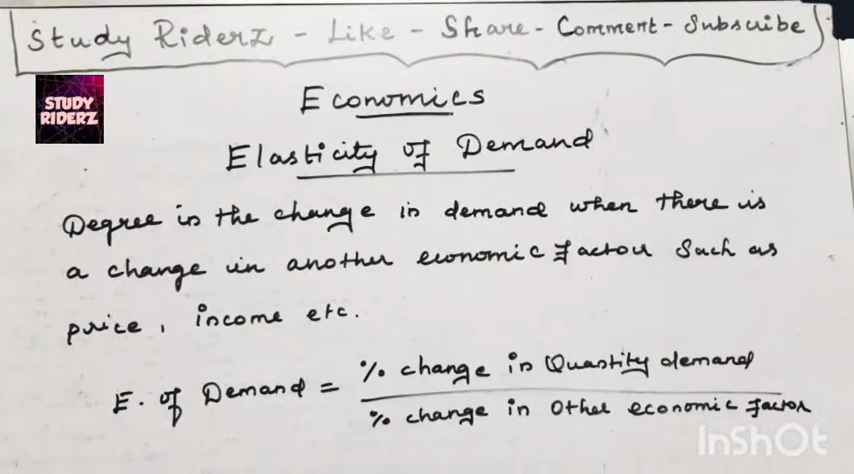 Study Riderz - Like - Share - Comment - Subscribe
STUDY
RIDERZ
Economics
Elasticity of Demand
Degree in the change in demand when there is
a change in another economic factor Such as
price, income etc.
E. of Demand = % change in Quantity demand
% change in Other economic factor
InShOt